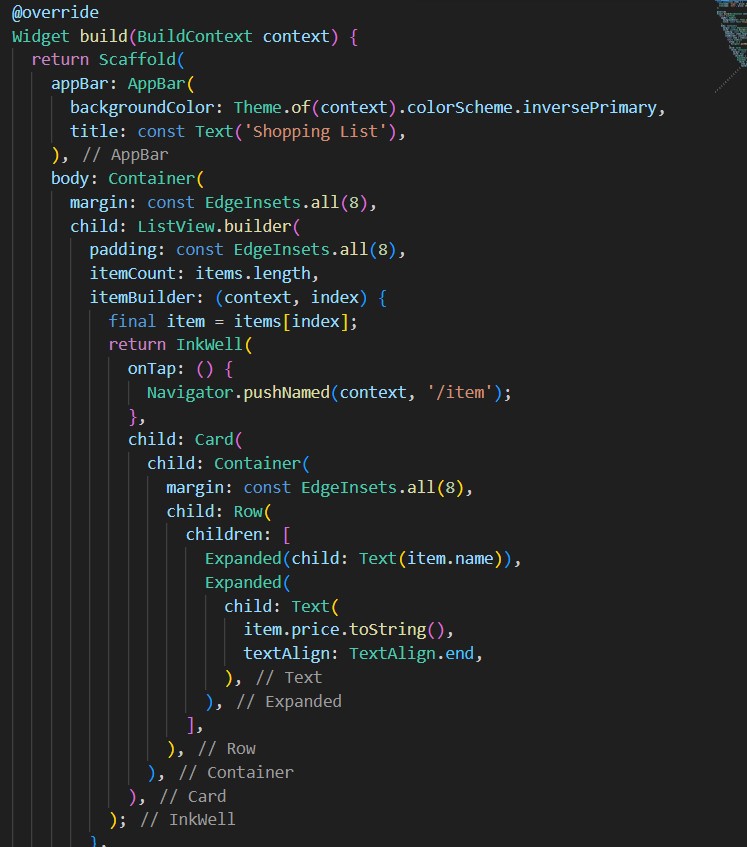 @override
Widget build(BuildContext context) {
  return Scaffold(
    appBar: AppBar(
      backgroundColor: Theme.of(context).colorScheme.inversePrimary,
      title: const Text('Shopping List'),
    ), // AppBar
    body: Container(
      margin: const EdgeInsets.all(8),
      child: ListView.builder(
        padding: const EdgeInsets.all(8),
        itemCount: items.length,
        itemBuilder: (context, index) {
          final item = items[index];
          return InkWell(
            onTap: () {
              Navigator.pushNamed(context, '/item');
            },
            child: Card(
              child: Container(
                margin: const EdgeInsets.all(8),
                child: Row(
                  children: [
                    Expanded(child: Text(item.name)),
                    Expanded(
                      child: Text(
                        item.price.toString(),
                        textAlign: TextAlign.end,
                      ), // Text
                    ), // Expanded
                  ],
                ), // Row
              ), // Container
            ), // Card
          ); // InkWell
        },